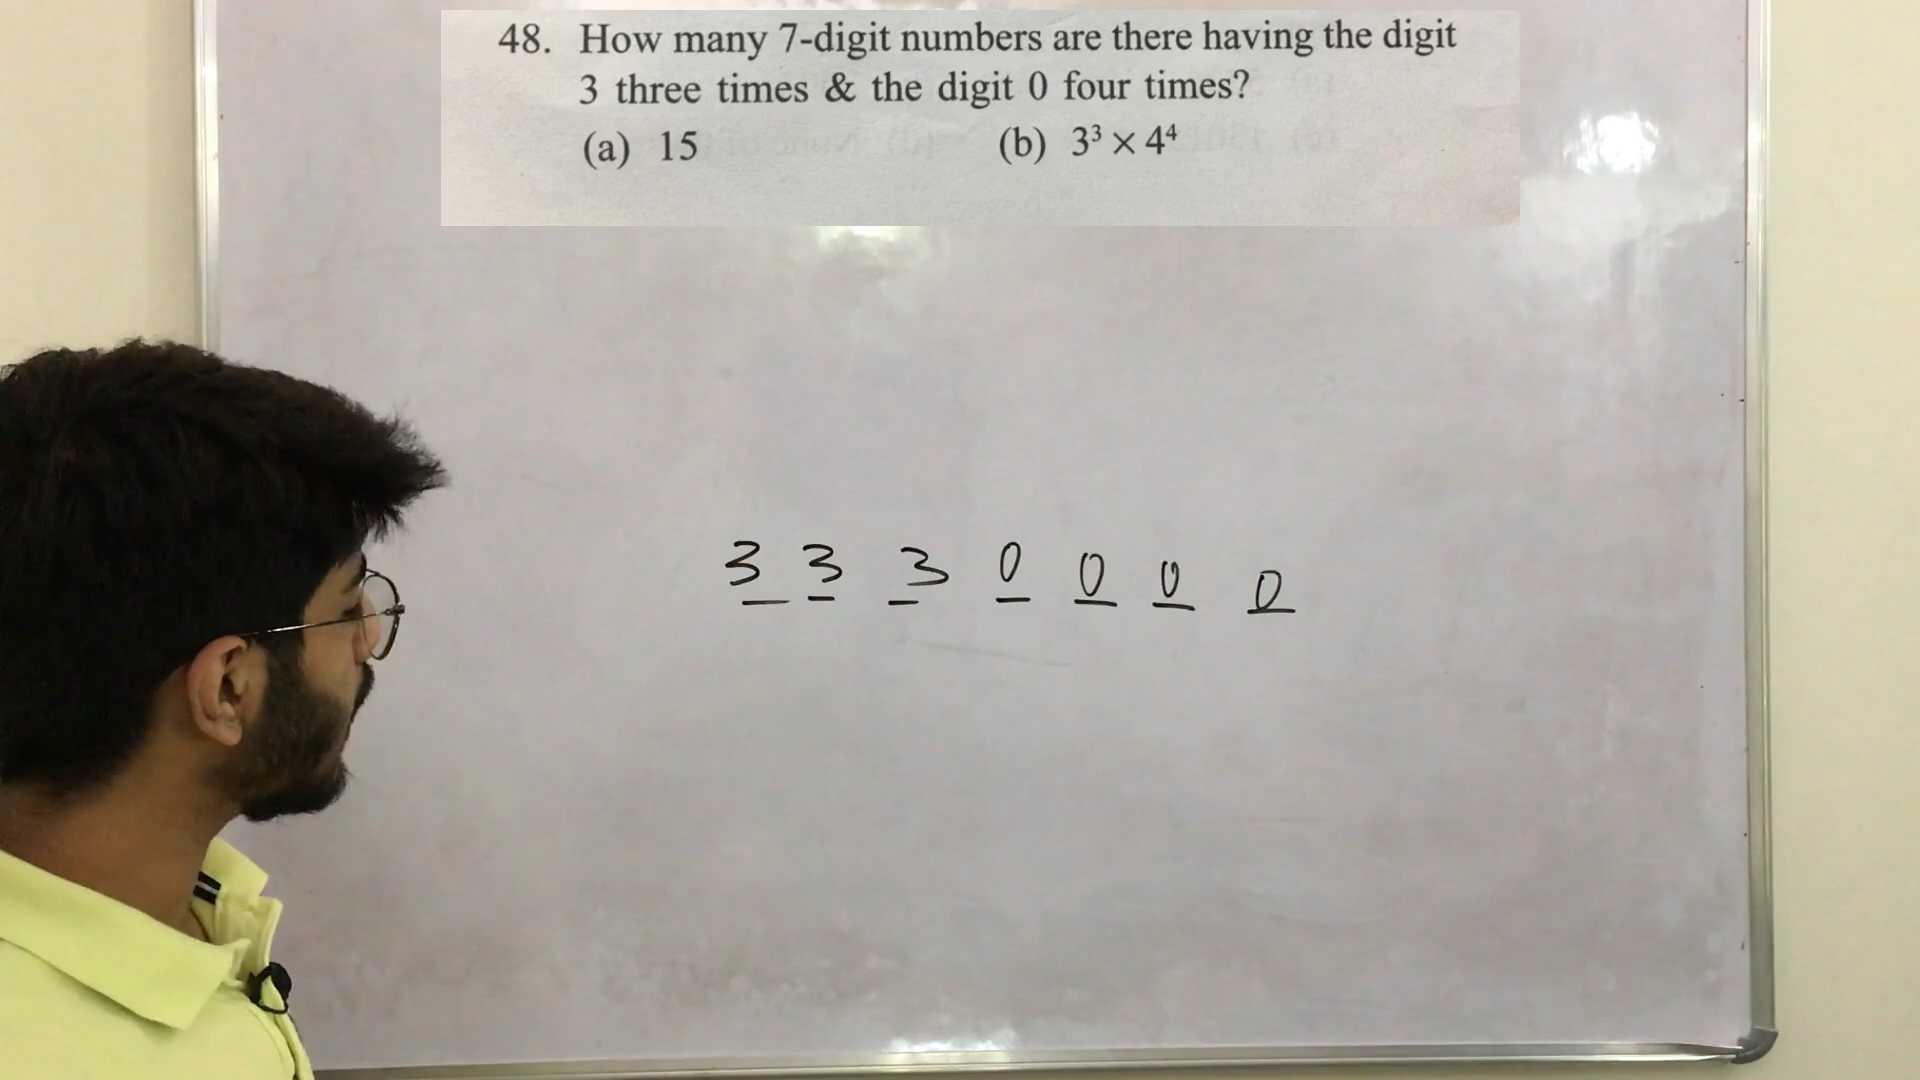 48. How many 7-digit numbers are there having the digit
3 three times & the digit 0 four times?
(a) 15 (b) 3³ × 4⁴
3 3 3 0 0 0 0